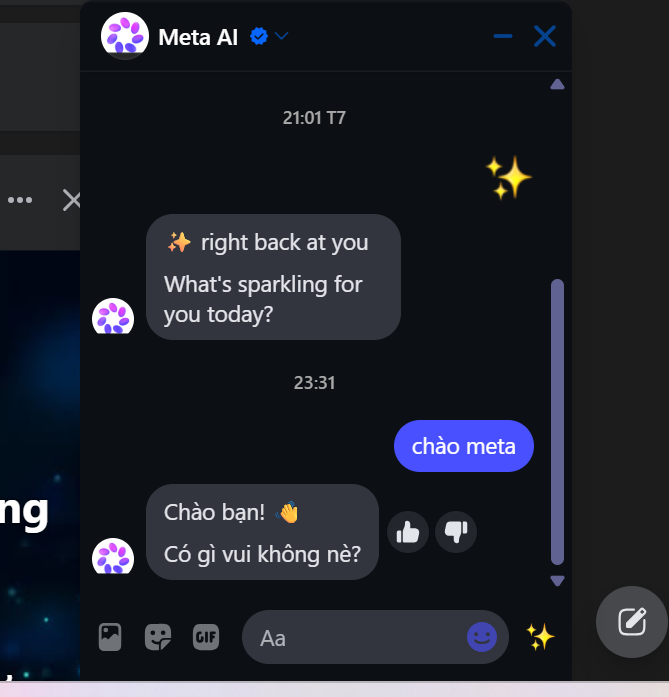 Meta AI
21:01 T7
✨
✨ right back at you
What's sparkling for
you today?
23:31
chào meta
Chào bạn! 👋
Có gì vui không nè?
ng
GIF
Aa